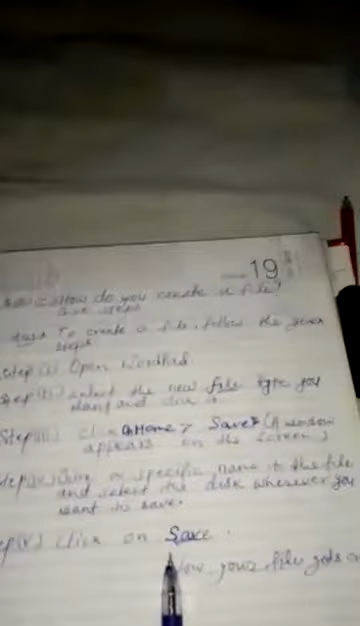 19
How do you create a file?
Give steps
Ans To create a file, follow the given
steps
Step (i) Open WordPad.
Step (ii) select the new file type you
want and click it.
Step (iii) Click Home > Save (A window
appears on the screen)
specific name to the file
and select the disk wherever you
want to save.
Step (v) Click on Save.
Now, your file gets